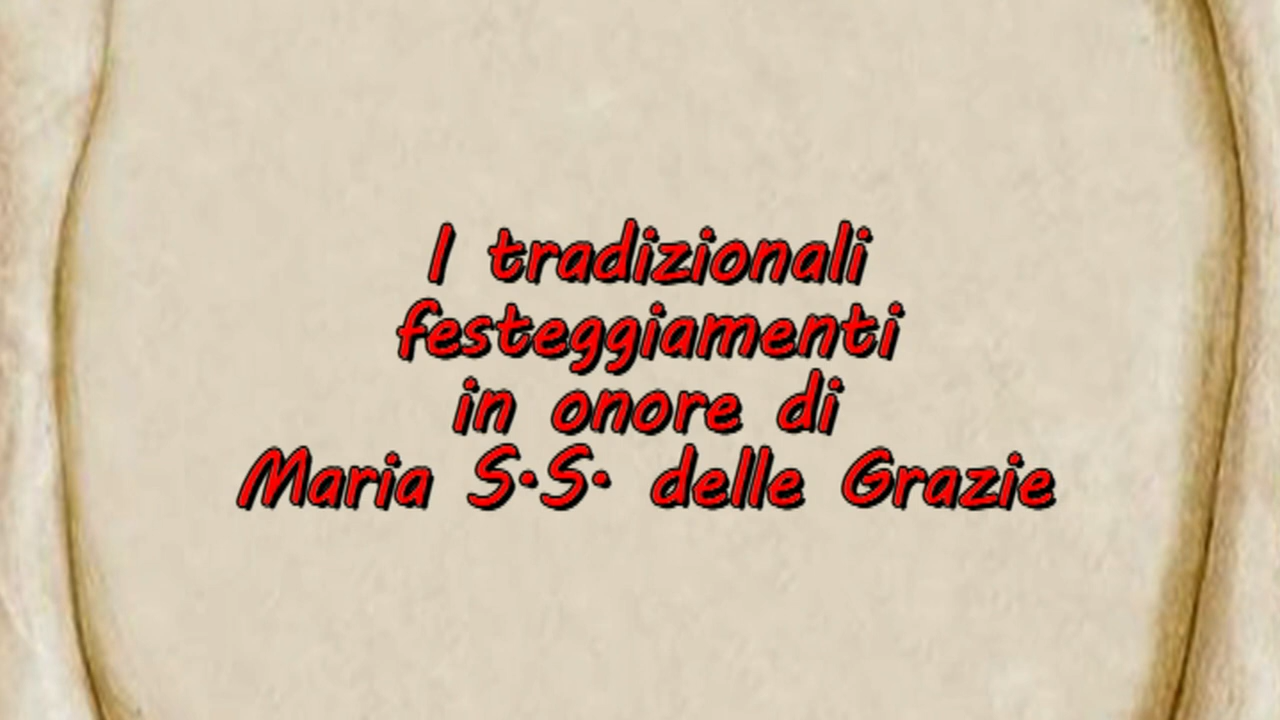 I tradizionali
festeggiamenti
in onore di
Maria S.S. delle Grazie